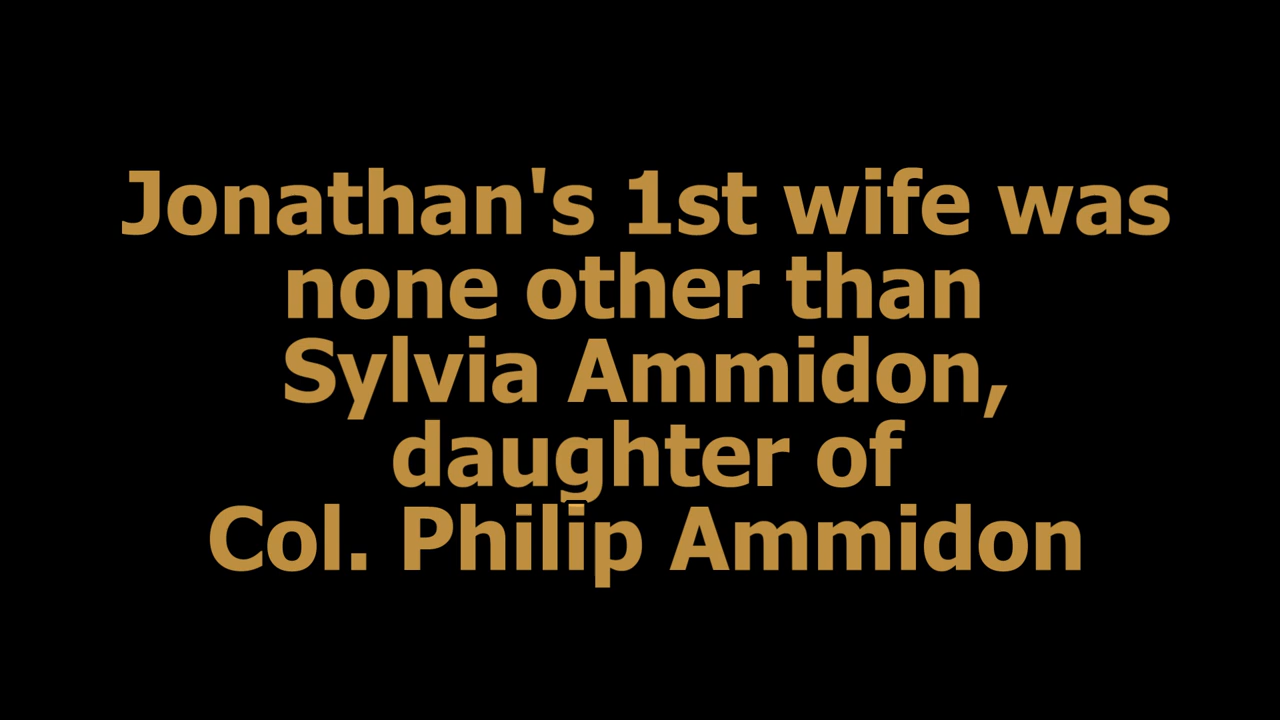 Jonathan's 1st wife was
none other than
Sylvia Ammidon,
daughter of
Col. Philip Ammidon